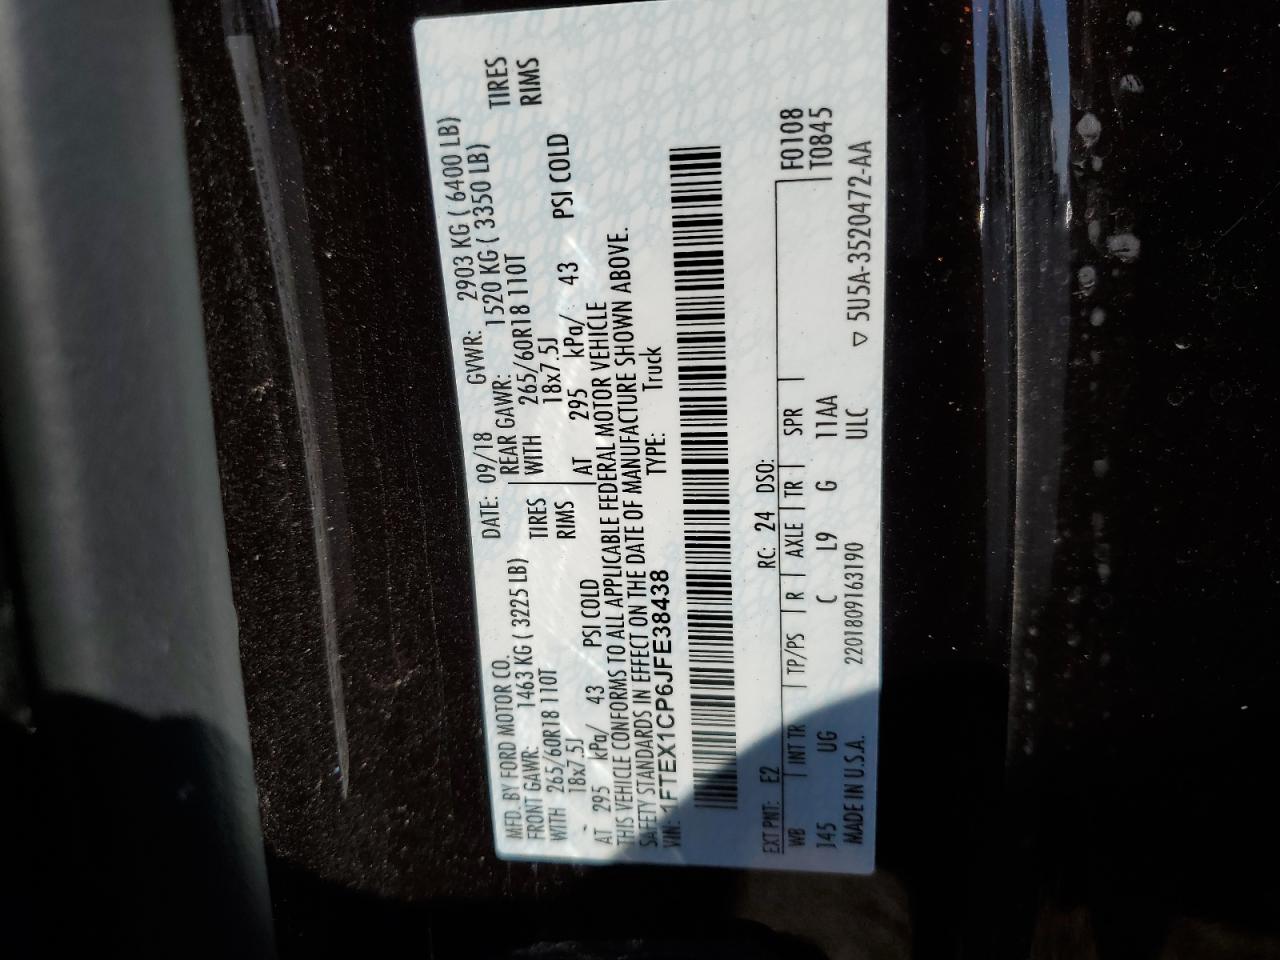 MFD. BY FORD MOTOR CO. DATE: 09/18 GVWR: 2903 KG ( 6400 LB)
FRONT GAWR: 1463 KG ( 3225 LB) REAR GAWR: 1520 KG ( 3350 LB)
WITH 265/60R18 110T TIRES WITH 265/60R18 110T TIRES
18x7.5J RIMS 18x7.5J RIMS
AT 295 kPa/ 43 PSI COLD AT 295 kPa/ 43 PSI COLD
THIS VEHICLE CONFORMS TO ALL APPLICABLE FEDERAL MOTOR VEHICLE
SAFETY STANDARDS IN EFFECT ON THE DATE OF MANUFACTURE SHOWN ABOVE.
VIN: 1FTEX1CP6JFE38438 TYPE: Truck
EXT PNT: E2 RC: 24 DSO: F0108
WB INT TR TP/PS R AXLE TR SPR T0845
145 UG C L9 G 11AA
MADE IN U.S.A. 2201809163190 ULC ▽ 5U5A-3520472-AA